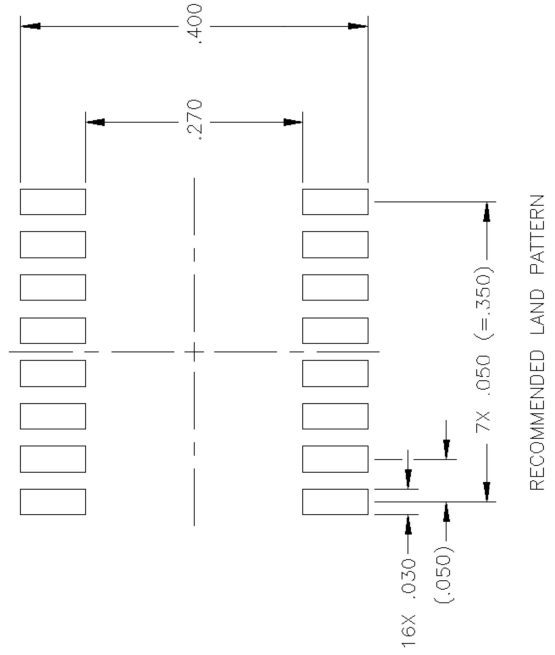 .400
.270
7X .050 (=.350)
16X .030
(.050)
RECOMMENDED LAND PATTERN